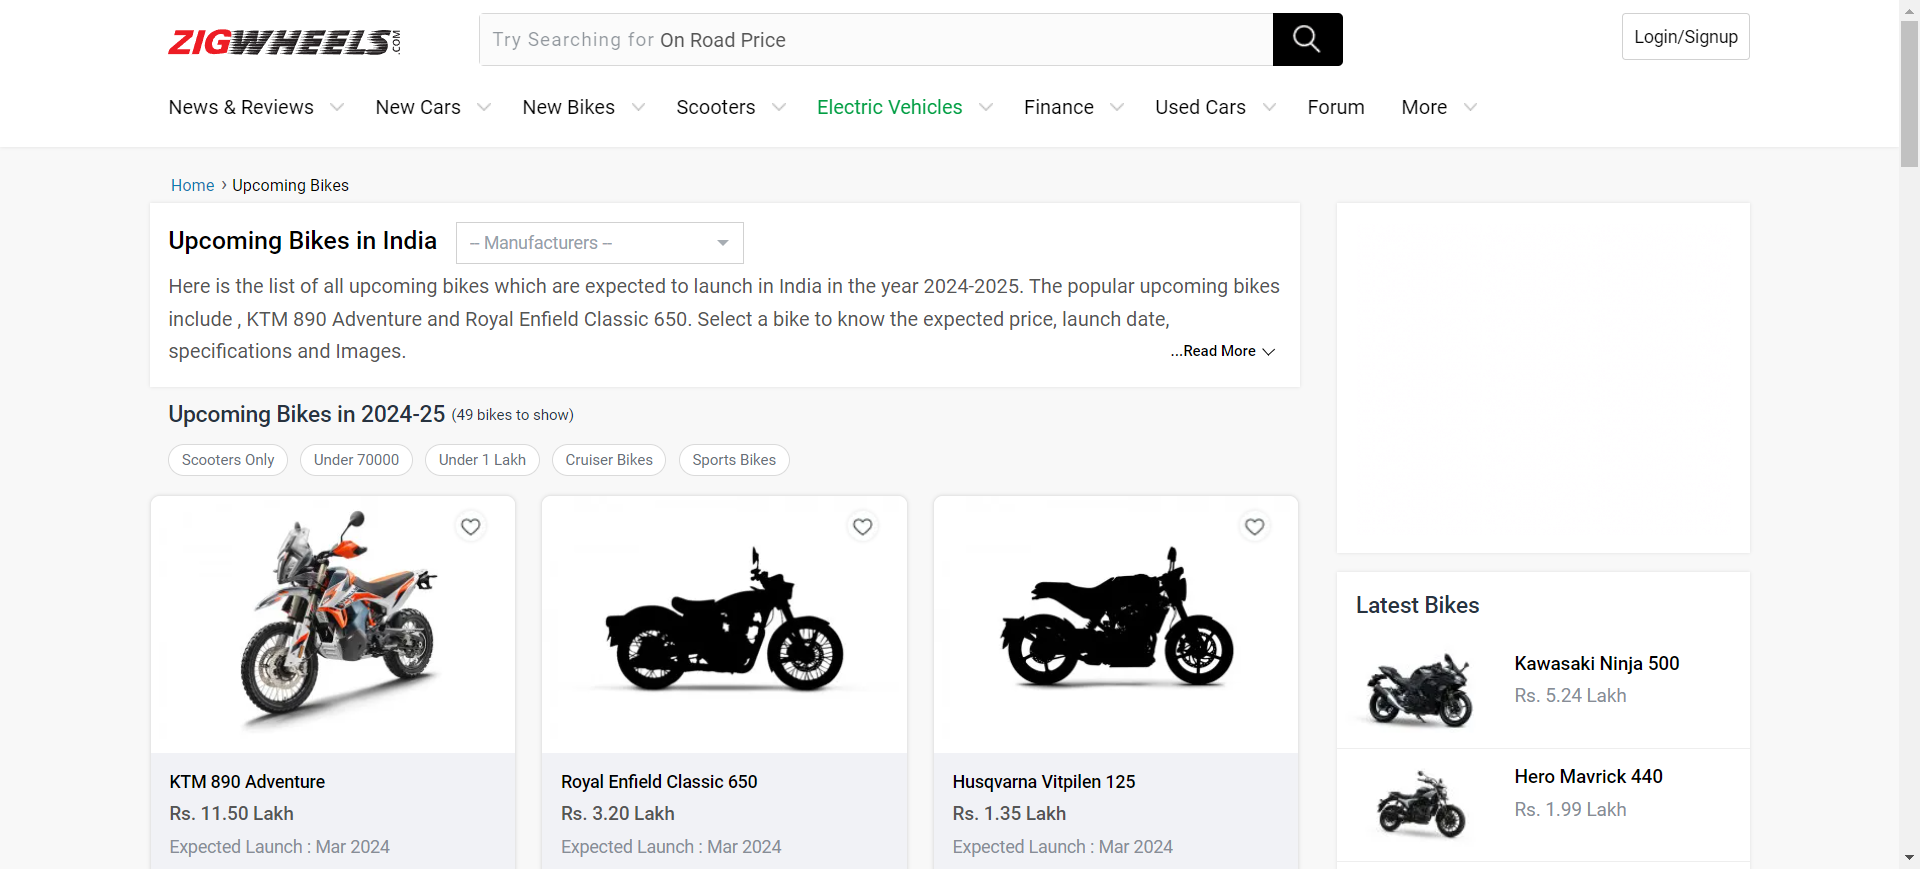 ZIGWHEELS.COM
Try Searching for On Road Price
Login/Signup
News & Reviews
New Cars
New Bikes
Scooters
Electric Vehicles
Finance
Used Cars
Forum
More
Home › Upcoming Bikes
Upcoming Bikes in India
-- Manufacturers --
Here is the list of all upcoming bikes which are expected to launch in India in the year 2024-2025. The popular upcoming bikes
include , KTM 890 Adventure and Royal Enfield Classic 650. Select a bike to know the expected price, launch date,
specifications and Images.
...Read More
Upcoming Bikes in 2024-25 (49 bikes to show)
Scooters Only
Under 70000
Under 1 Lakh
Cruiser Bikes
Sports Bikes
KTM 890 Adventure
Rs. 11.50 Lakh
Expected Launch : Mar 2024
Royal Enfield Classic 650
Rs. 3.20 Lakh
Expected Launch : Mar 2024
Husqvarna Vitpilen 125
Rs. 1.35 Lakh
Expected Launch : Mar 2024
Latest Bikes
Kawasaki Ninja 500
Rs. 5.24 Lakh
Hero Mavrick 440
Rs. 1.99 Lakh